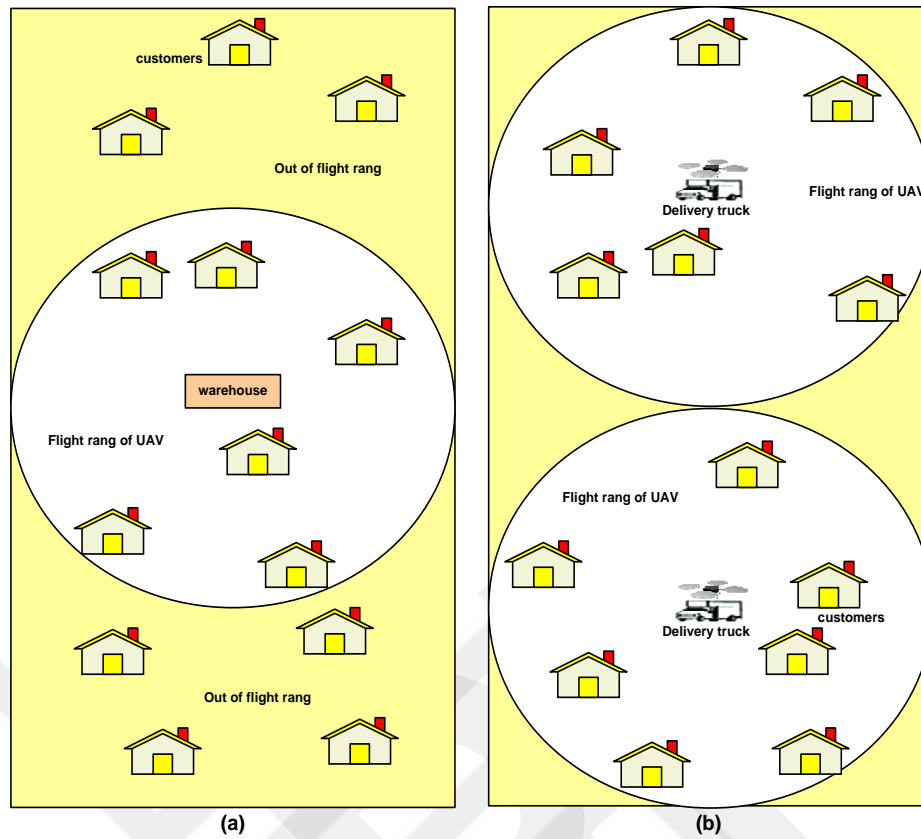 customers
Out of flight rang
warehouse
Flight rang of UAV
Out of flight rang
(a)
Flight rang of UAV
Delivery truck
Flight rang of UAV
customers
Delivery truck
(b)